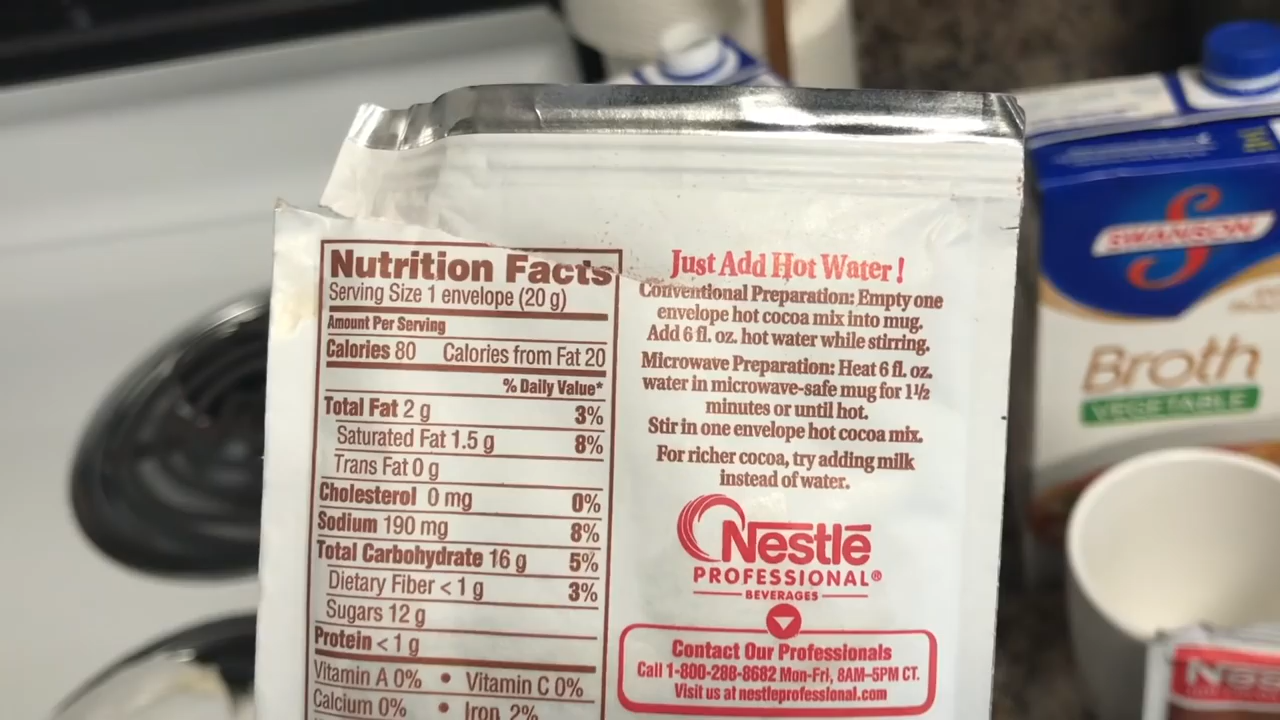 Nutrition Facts
Serving Size 1 envelope (20 g)
Amount Per Serving
Calories 80 Calories from Fat 20
% Daily Value*
Total Fat 2 g 3%
Saturated Fat 1.5 g 8%
Trans Fat 0 g
Cholesterol 0 mg 0%
Sodium 190 mg 8%
Total Carbohydrate 16 g 5%
Dietary Fiber < 1 g 3%
Sugars 12 g
Protein < 1 g
Vitamin A 0% • Vitamin C 0%
Calcium 0% • Iron 2%
Just Add Hot Water!
Conventional Preparation: Empty one
envelope hot cocoa mix into mug.
Add 6 fl. oz. hot water while stirring.
Microwave Preparation: Heat 6 fl. oz.
water in microwave-safe mug for 1½
minutes or until hot.
Stir in one envelope hot cocoa mix.
For richer cocoa, try adding milk
instead of water.
Nestlé
PROFESSIONAL®
BEVERAGES
Contact Our Professionals
Call 1-800-288-8682 Mon-Fri, 8AM–5PM CT.
Visit us at nestleprofessional.com
S
SWANSON
Broth
VEGETABLE